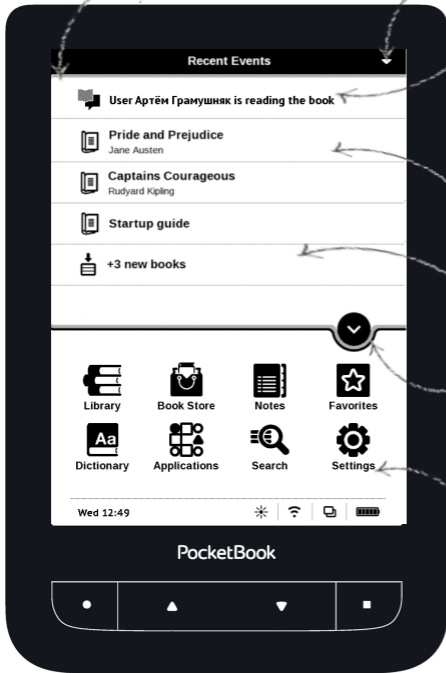 Recent Events
User Артём Грамушняк is reading the book
Pride and Prejudice
Jane Austen
Captains Courageous
Rudyard Kipling
Startup guide
+3 new books
Library Book Store Notes Favorites
Aa
Dictionary Applications Search Settings
Wed 12:49
PocketBook